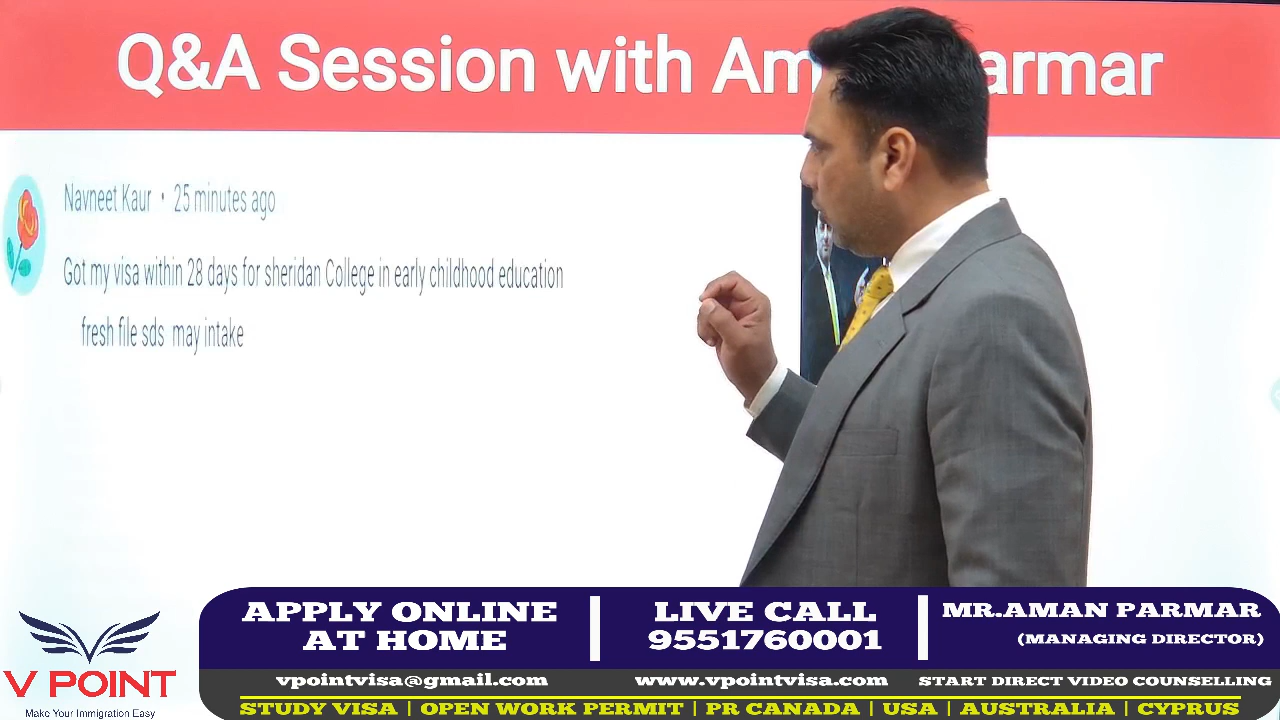 Q&A Session with Am armar
Navneet Kaur • 25 minutes ago
Got my visa within 28 days for sheridan College in early childhood education
fresh file sds may intake
APPLY ONLINE
AT HOME
LIVE CALL
9551760001
MR.AMAN PARMAR
(MANAGING DIRECTOR)
V POINT
Make Your Immigration Easy
vpointvisa@gmail.com
www.vpointvisa.com
START DIRECT VIDEO COUNSELLING
STUDY VISA | OPEN WORK PERMIT | PR CANADA | USA | AUSTRALIA | CYPRUS